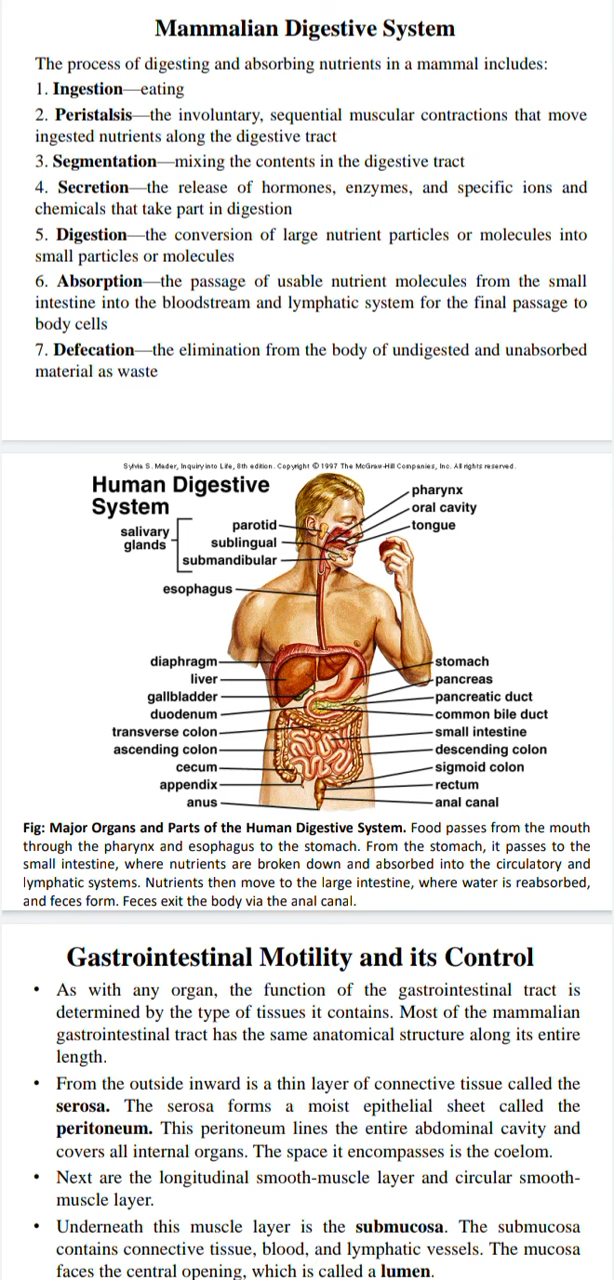 Mammalian Digestive System
The process of digesting and absorbing nutrients in a mammal includes:
1. Ingestion—eating
2. Peristalsis—the involuntary, sequential muscular contractions that move
ingested nutrients along the digestive tract
3. Segmentation—mixing the contents in the digestive tract
4. Secretion—the release of hormones, enzymes, and specific ions and
chemicals that take part in digestion
5. Digestion—the conversion of large nutrient particles or molecules into
small particles or molecules
6. Absorption—the passage of usable nutrient molecules from the small
intestine into the bloodstream and lymphatic system for the final passage to
body cells
7. Defecation—the elimination from the body of undigested and unabsorbed
material as waste
Sylvia S. Mader, Inquiry into Life, 8th edition. Copyright © 1997 The McGraw-Hill Companies, Inc. All rights reserved.
Human Digestive
System
salivary
glands
parotid
sublingual
submandibular
esophagus
diaphragm
liver
gallbladder
duodenum
transverse colon
ascending colon
cecum
appendix
anus
pharynx
oral cavity
tongue
stomach
pancreas
pancreatic duct
common bile duct
small intestine
descending colon
sigmoid colon
rectum
anal canal
Fig: Major Organs and Parts of the Human Digestive System. Food passes from the mouth
through the pharynx and esophagus to the stomach. From the stomach, it passes to the
small intestine, where nutrients are broken down and absorbed into the circulatory and
lymphatic systems. Nutrients then move to the large intestine, where water is reabsorbed,
and feces form. Feces exit the body via the anal canal.
Gastrointestinal Motility and its Control
• As with any organ, the function of the gastrointestinal tract is
determined by the type of tissues it contains. Most of the mammalian
gastrointestinal tract has the same anatomical structure along its entire
length.
• From the outside inward is a thin layer of connective tissue called the
serosa. The serosa forms a moist epithelial sheet called the
peritoneum. This peritoneum lines the entire abdominal cavity and
covers all internal organs. The space it encompasses is the coelom.
• Next are the longitudinal smooth-muscle layer and circular smooth-
muscle layer.
• Underneath this muscle layer is the submucosa. The submucosa
contains connective tissue, blood, and lymphatic vessels. The mucosa
faces the central opening, which is called a lumen.